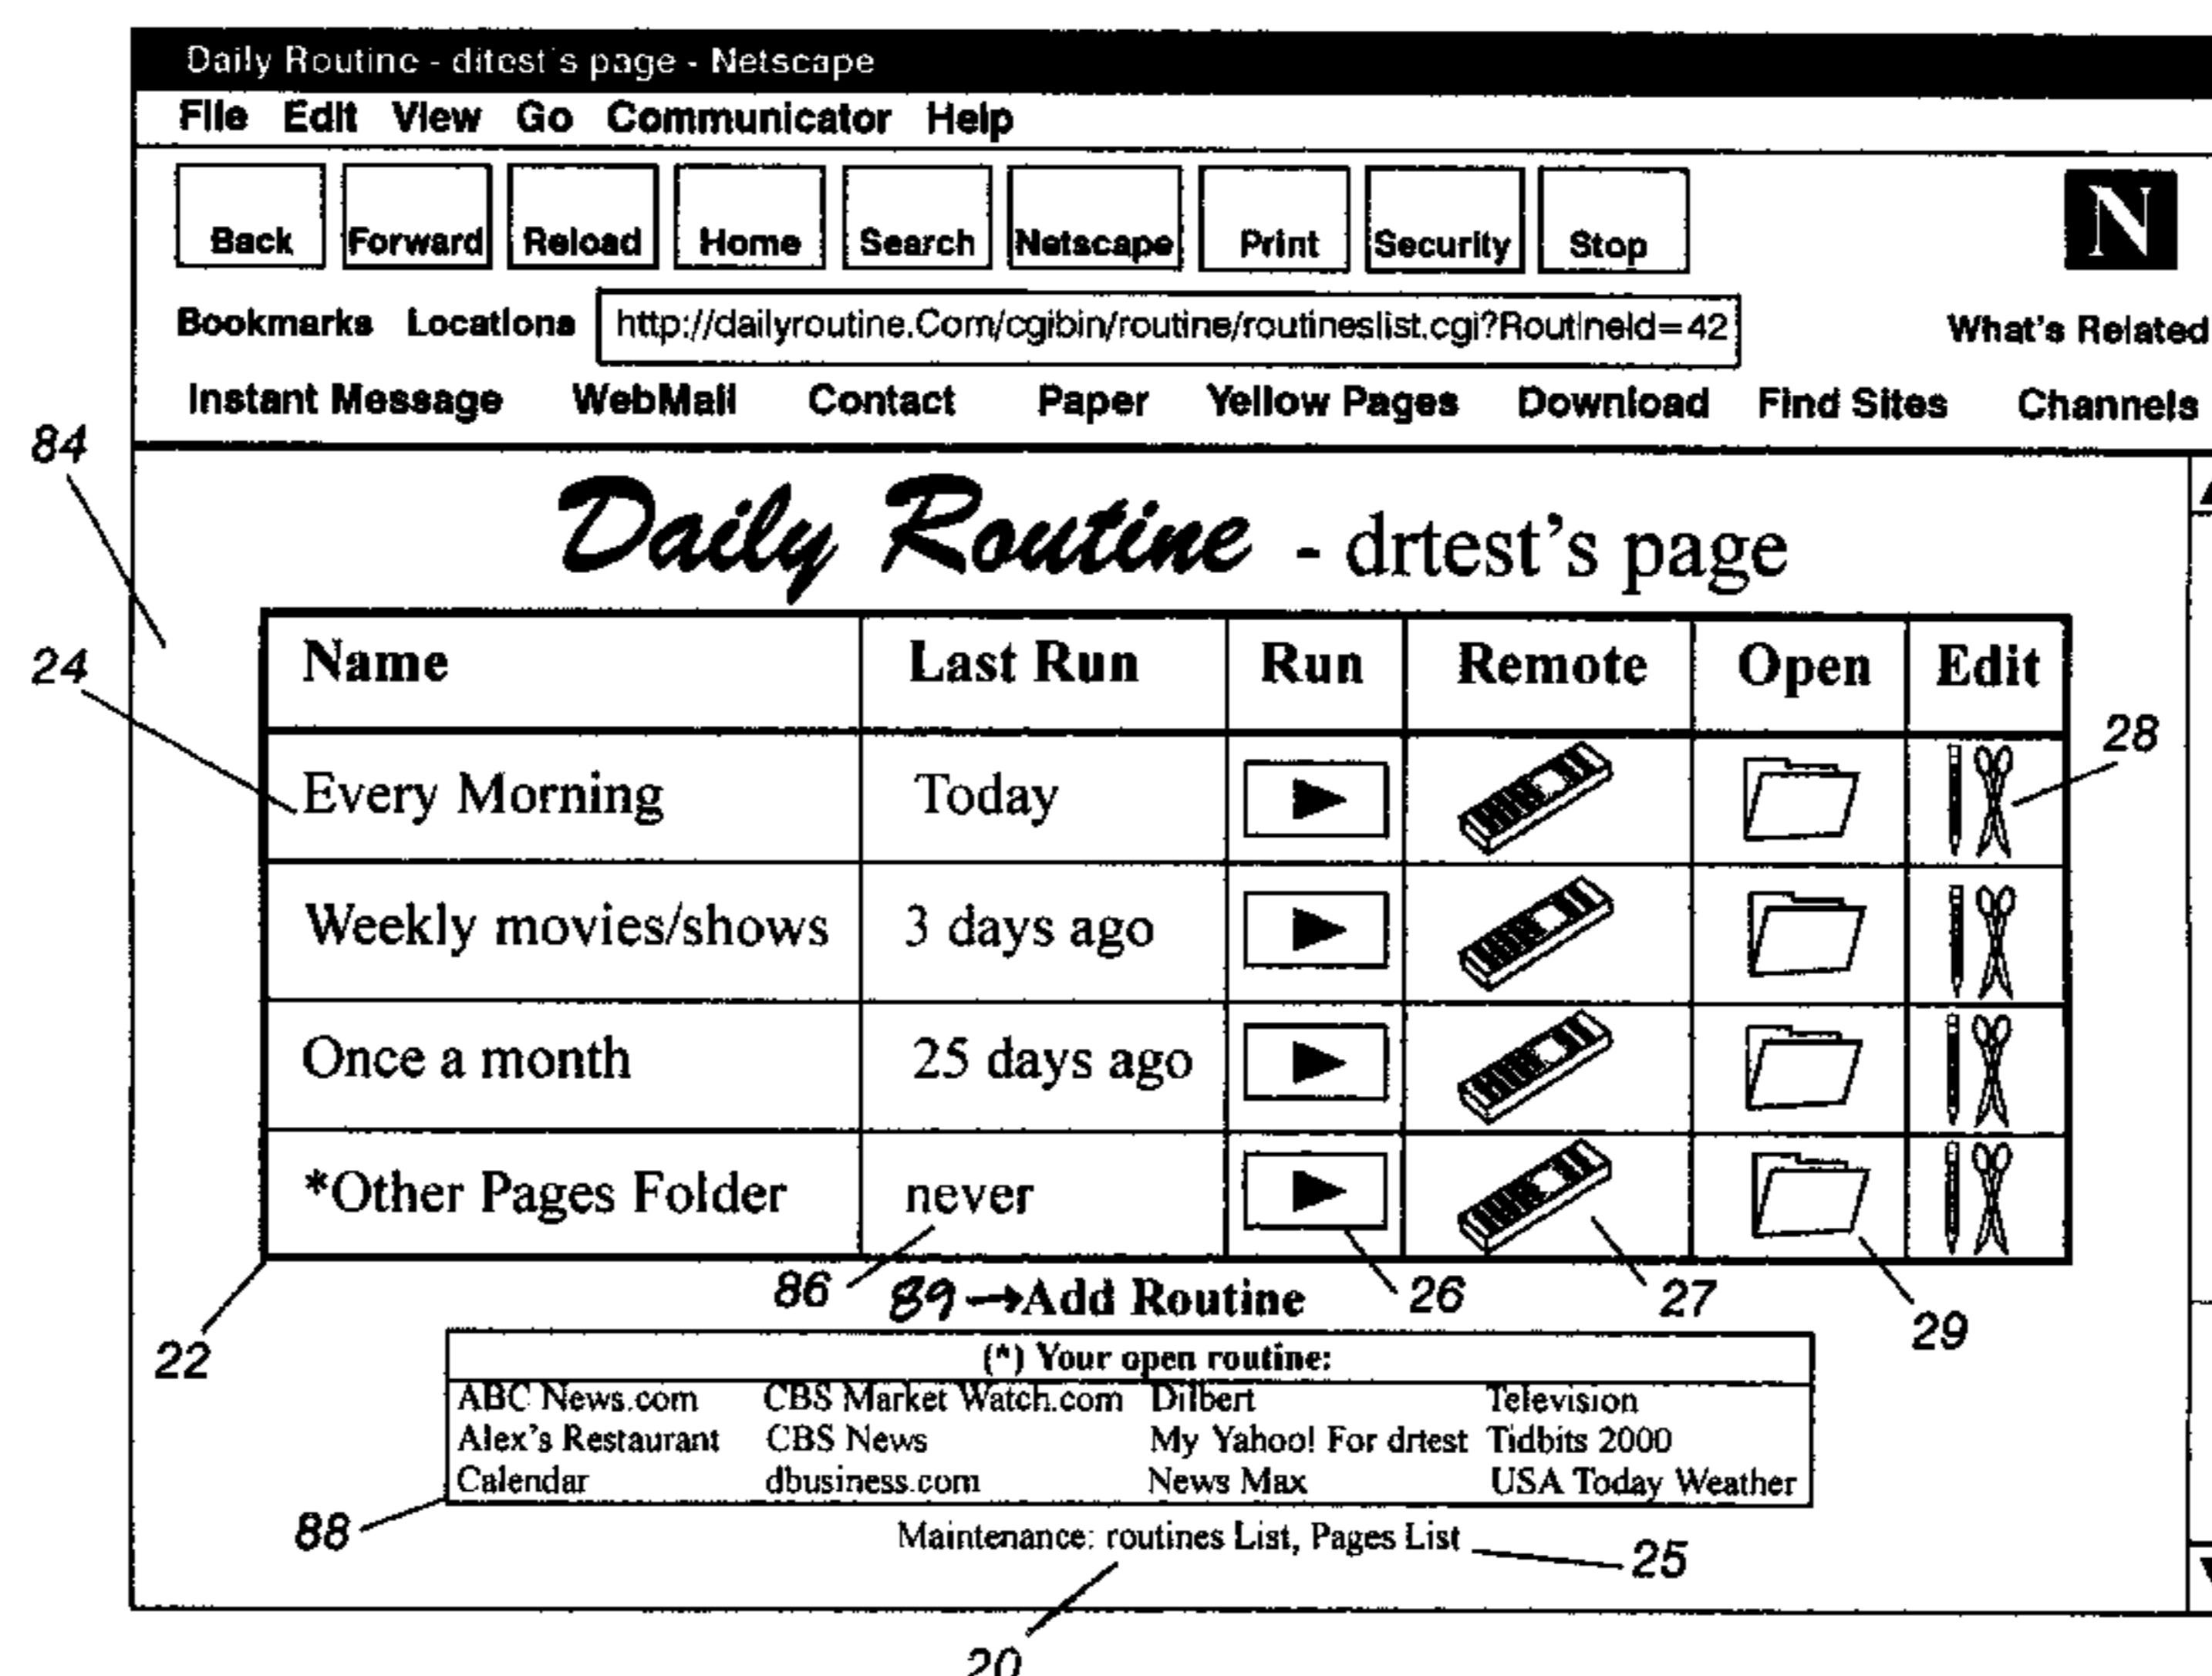 Daily Routine - ditest's page - Netscape
File Edit View Go Communicator Help
Back Forward Reload Home Search Netscape Print Security Stop N
Bookmarks Locations http://dailyroutine.Com/cgibin/routine/routineslist.cgi?RoutineId=42 What's Related
Instant Message WebMail Contact Paper Yellow Pages Download Find Sites Channels
84
Daily Routine - drtest's page
24
Name Last Run Run Remote Open Edit
28
Every Morning Today
Weekly movies/shows 3 days ago
Once a month 25 days ago
*Other Pages Folder never
86 89→Add Routine 26 27
22 29
(*) Your open routine:
ABC News.com CBS Market Watch.com Dilbert Television
Alex's Restaurant CBS News My Yahoo! For drtest Tidbits 2000
Calendar dbusiness.com News Max USA Today Weather
88
Maintenance: routines List, Pages List 25
20